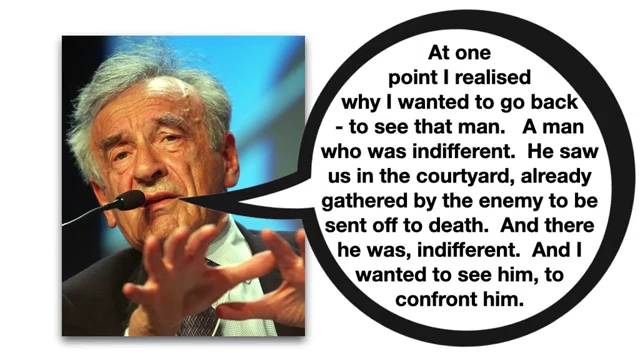 At one
point I realised
why I wanted to go back
- to see that man. A man
who was indifferent. He saw
us in the courtyard, already
gathered by the enemy to be
sent off to death. And there
he was, indifferent. And I
wanted to see him, to
confront him.